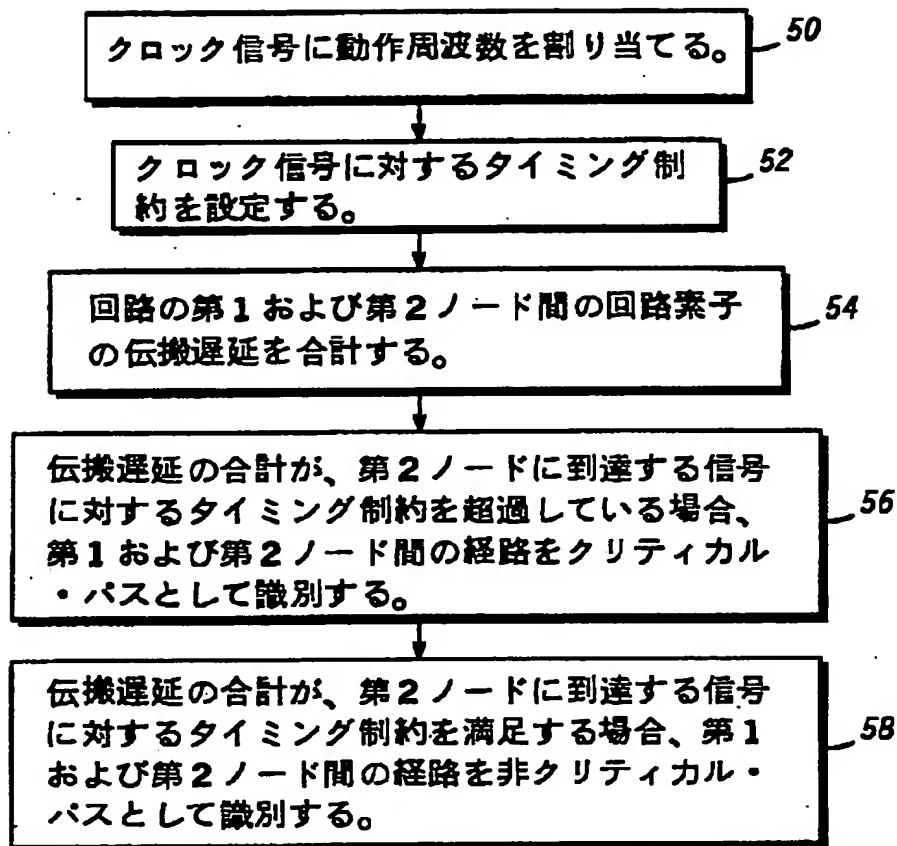 クロック信号に動作周波数を割り当てる。
50
クロック信号に対するタイミング制
約を設定する。
52
回路の第1および第2ノード間の回路素子
の伝搬遅延を合計する。
54
伝搬遅延の合計が、第2ノードに到達する信号
に対するタイミング制約を超過している場合、
第1および第2ノード間の経路をクリティカル
・パスとして識別する。
56
伝搬遅延の合計が、第2ノードに到達する信号
に対するタイミング制約を満足する場合、第1
および第2ノード間の経路を非クリティカル・
パスとして識別する。
58